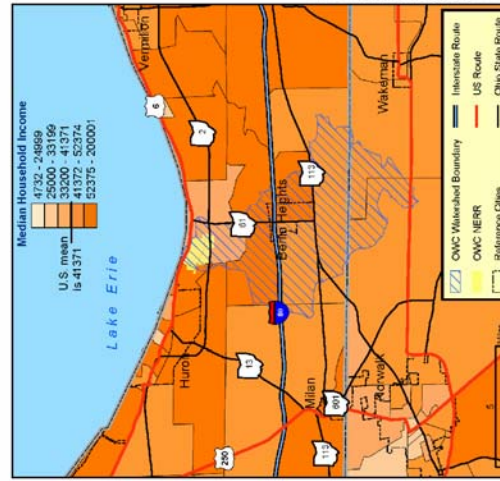 Median Household Income
4732 - 24999
25000 - 33199
33200 - 41371
41372 - 52374
52375 - 200001
U.S. mean
is 41371
Lake Erie
Vermilion
6
2
Huron
61
Berlin Heights
113
Wakeman
13
Milan
601
Norwalk
250
113
OWC Watershed Boundary
OWC NERR
Reference Cities
Interstate Route
US Route
Ohio State Route